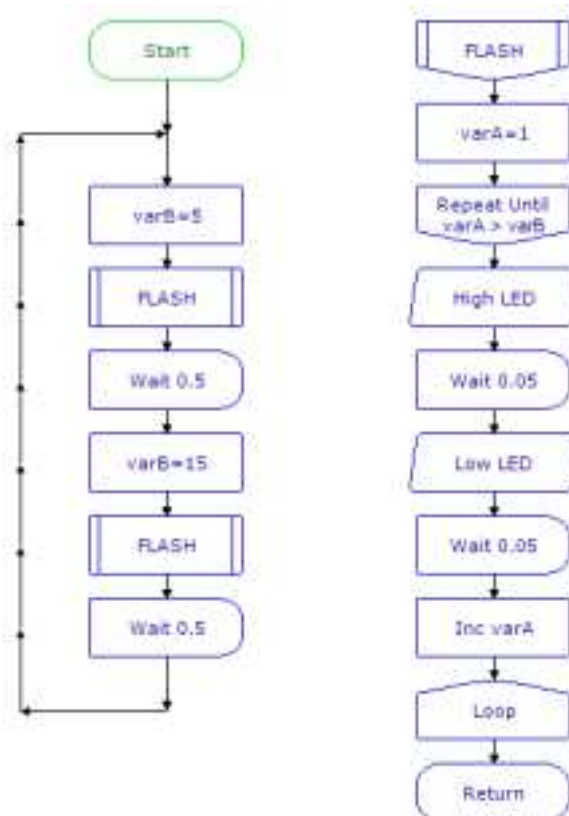 Start
varB=5
FLASH
Wait 0.5
varB=15
FLASH
Wait 0.5
FLASH
varA=1
Repeat Until
varA > varB
High LED
Wait 0.05
Low LED
Wait 0.05
Inc varA
Loop
Return